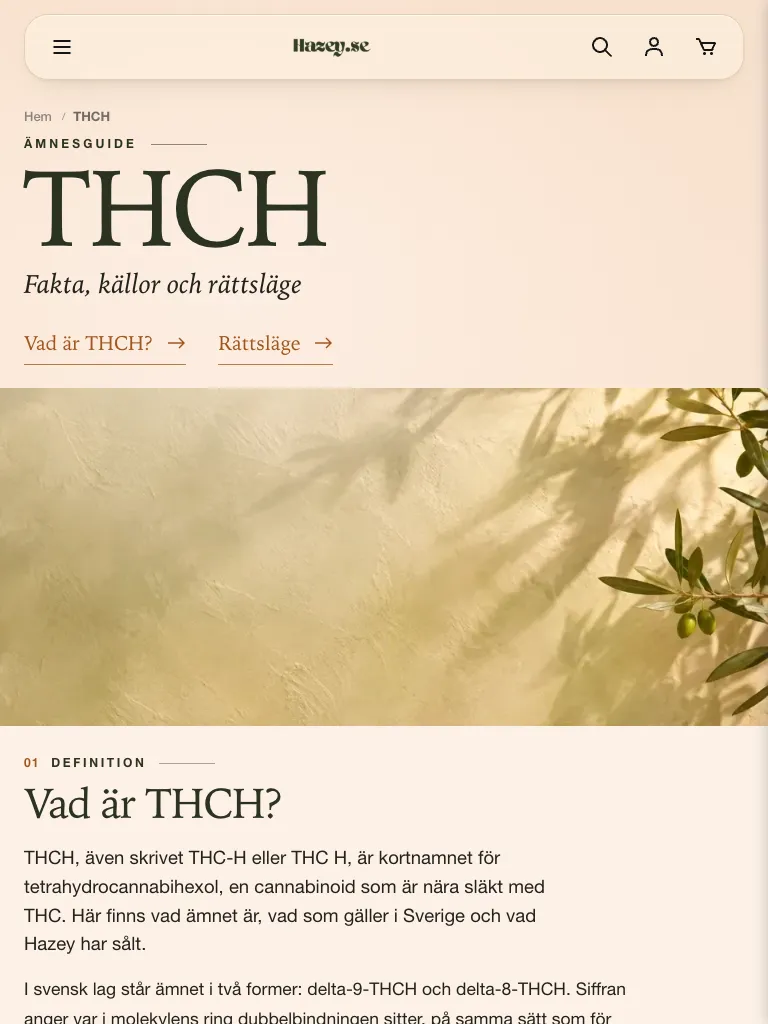 Hazey.se
Hem / THCH
ÄMNESGUIDE
THCH
Fakta, källor och rättsläge
Vad är THCH? → Rättsläge →
01 DEFINITION
Vad är THCH?
THCH, även skrivet THC-H eller THC H, är kortnamnet för
tetrahydrocannabihexol, en cannabinoid som är nära släkt med
THC. Här finns vad ämnet är, vad som gäller i Sverige och vad
Hazey har sålt.
I svensk lag står ämnet i två former: delta-9-THCH och delta-8-THCH. Siffran
anger var i molekylens ring dubbelbindningen sitter, på samma sätt som för